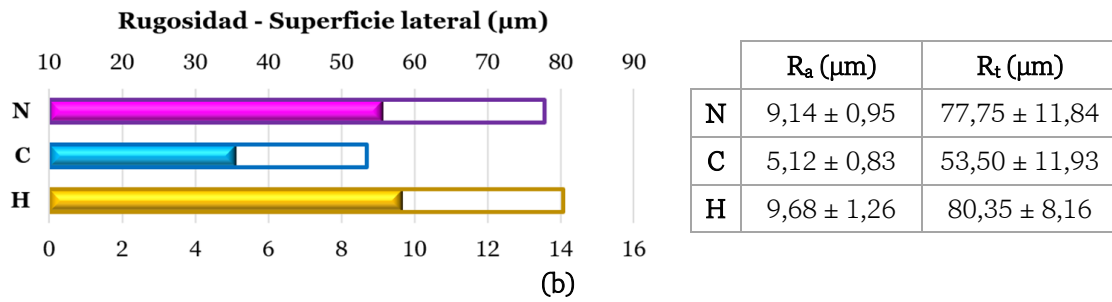 Rugosidad - Superficie lateral (µm)
10 20 30 40 50 60 70 80 90
N
C
H
0 2 4 6 8 10 12 14 16
Rₐ (µm) Rₜ (µm)
N 9,14 ± 0,95 77,75 ± 11,84
C 5,12 ± 0,83 53,50 ± 11,93
H 9,68 ± 1,26 80,35 ± 8,16
(b)